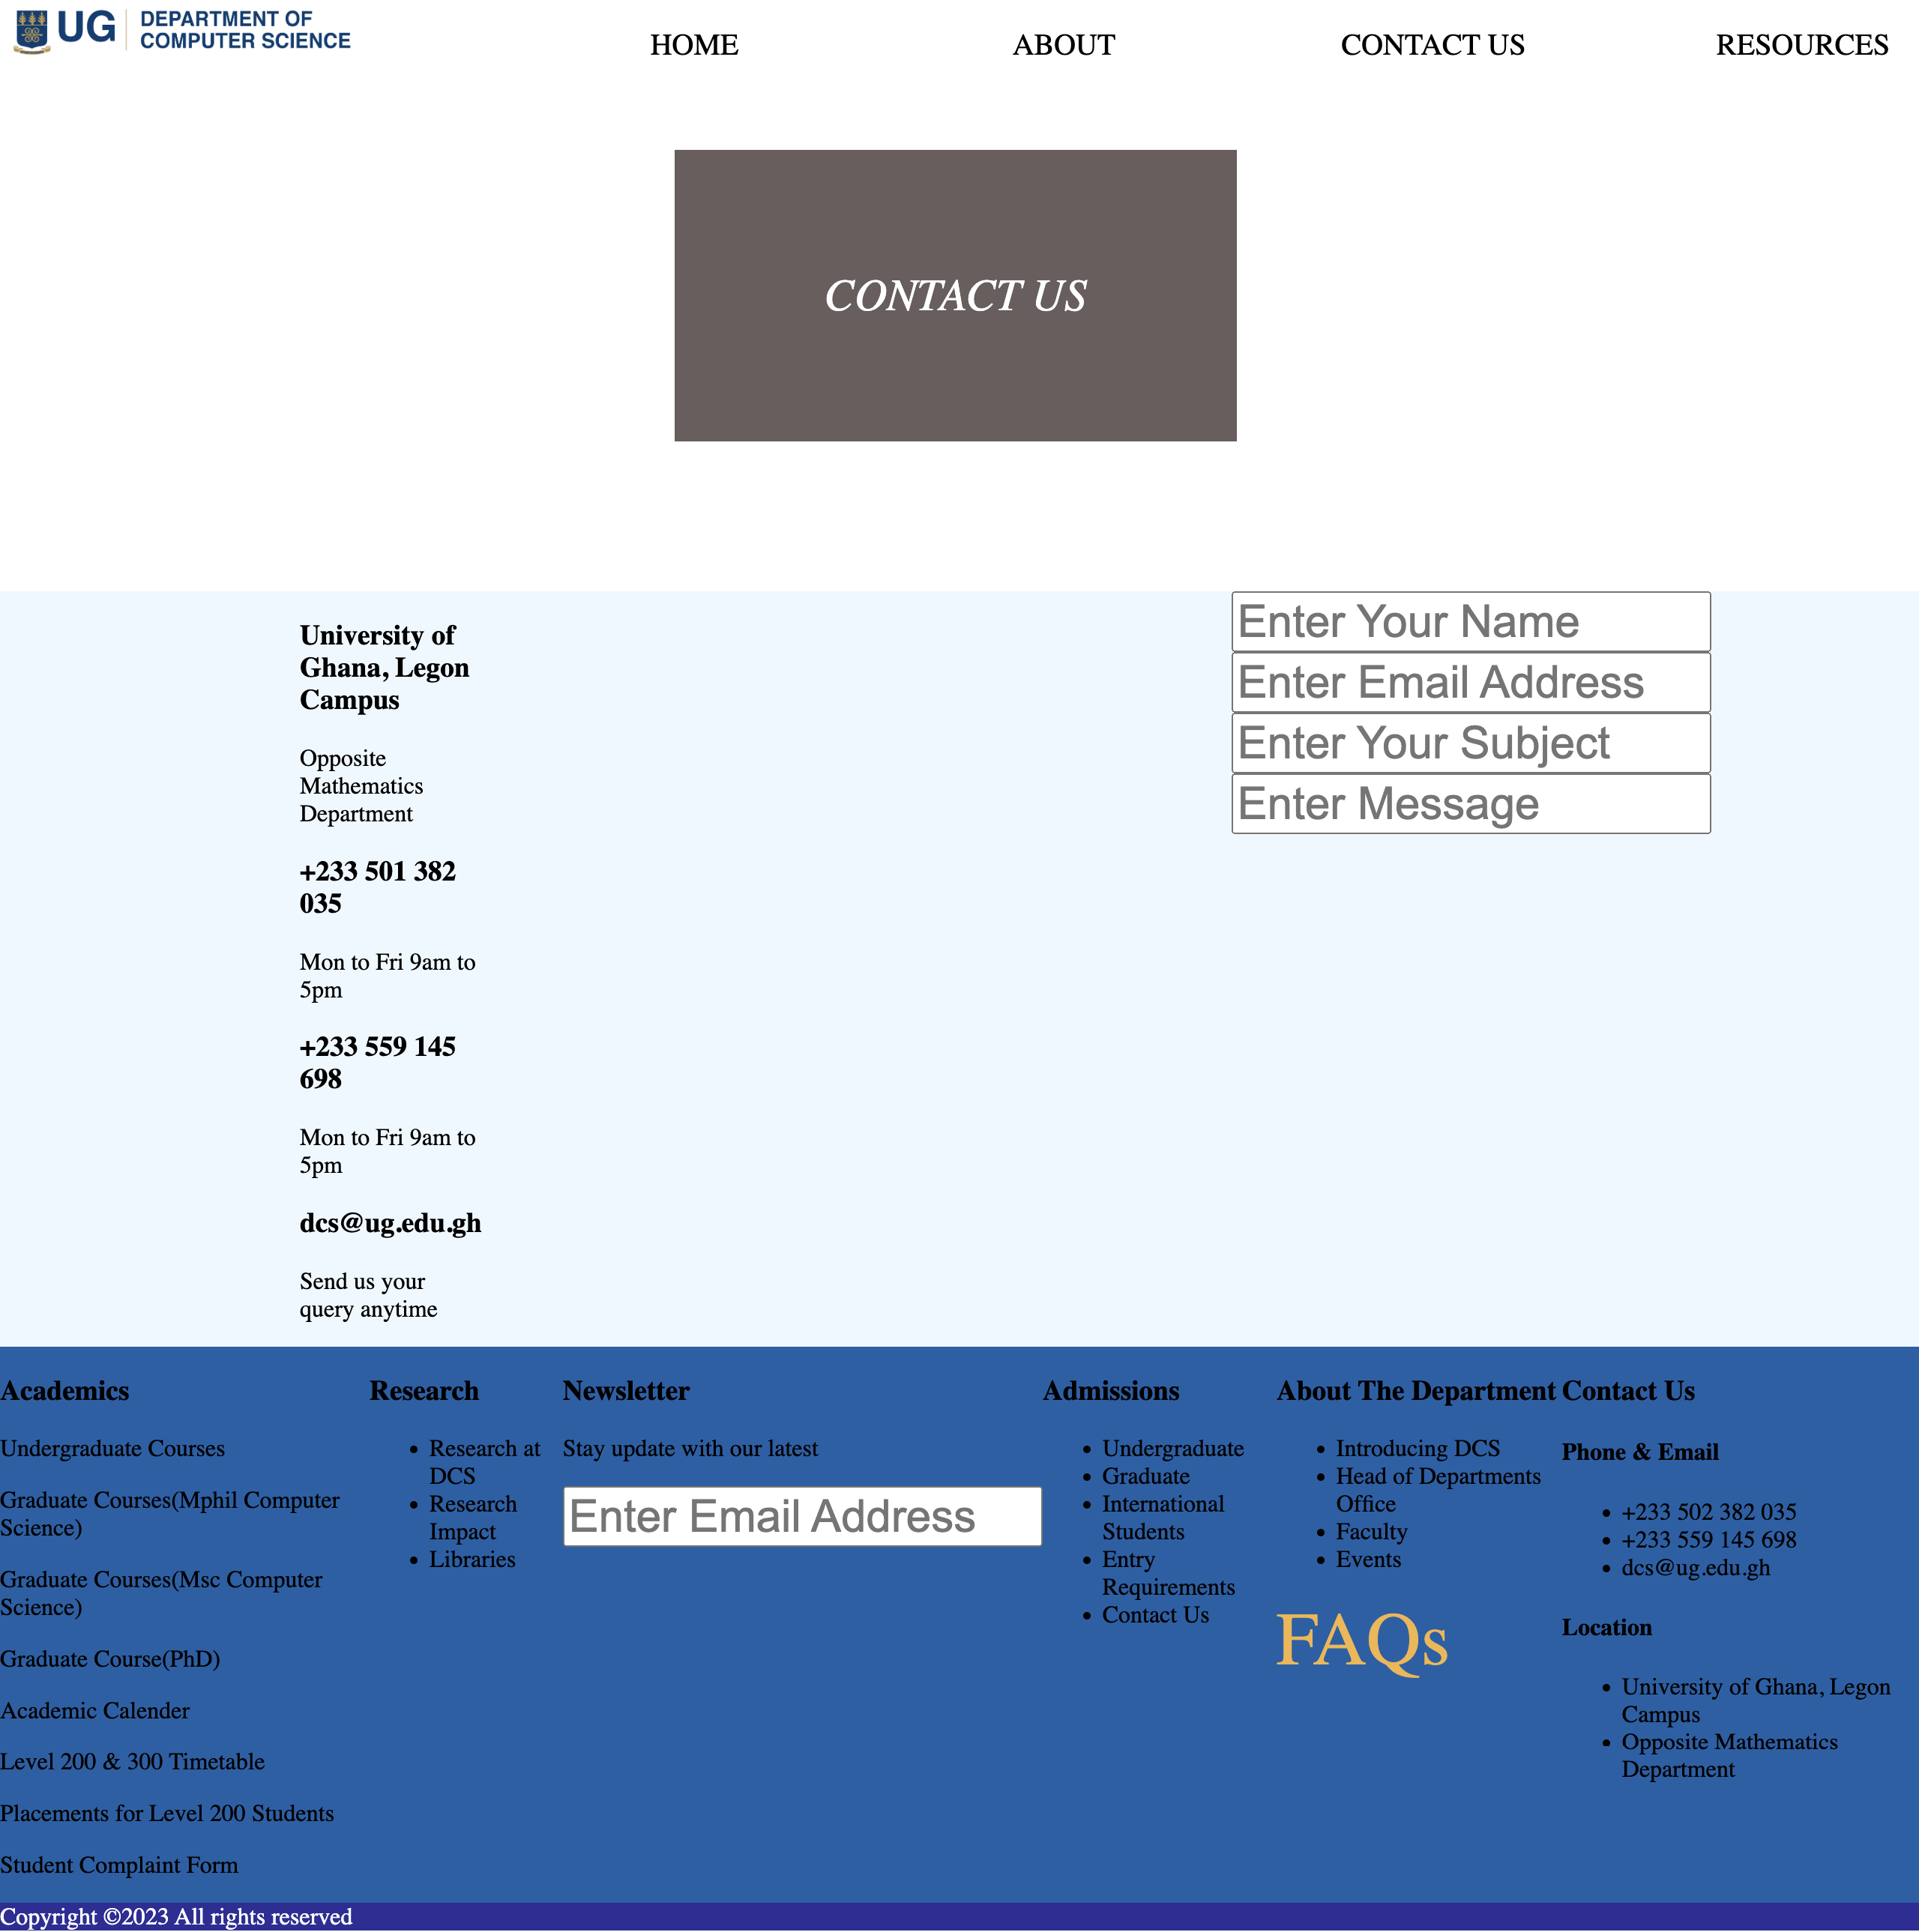 UG
DEPARTMENT OF
COMPUTER SCIENCE
HOME
ABOUT
CONTACT US
RESOURCES
CONTACT US
University of
Ghana, Legon
Campus
Opposite
Mathematics
Department
+233 501 382
035
Mon to Fri 9am to
5pm
+233 559 145
698
Mon to Fri 9am to
5pm
dcs@ug.edu.gh
Send us your
query anytime
Enter Your Name
Enter Email Address
Enter Your Subject
Enter Message
Academics
Undergraduate Courses
Graduate Courses(Mphil Computer
Science)
Graduate Courses(Msc Computer
Science)
Graduate Course(PhD)
Academic Calender
Level 200 & 300 Timetable
Placements for Level 200 Students
Student Complaint Form
Research
• Research at
DCS
• Research
Impact
• Libraries
Newsletter
Stay update with our latest
Enter Email Address
Admissions
• Undergraduate
• Graduate
• International
Students
• Entry
Requirements
• Contact Us
About The Department
• Introducing DCS
• Head of Departments
Office
• Faculty
• Events
FAQs
Contact Us
Phone & Email
• +233 502 382 035
• +233 559 145 698
• dcs@ug.edu.gh
Location
• University of Ghana, Legon
Campus
• Opposite Mathematics
Department
Copyright ©2023 All rights reserved